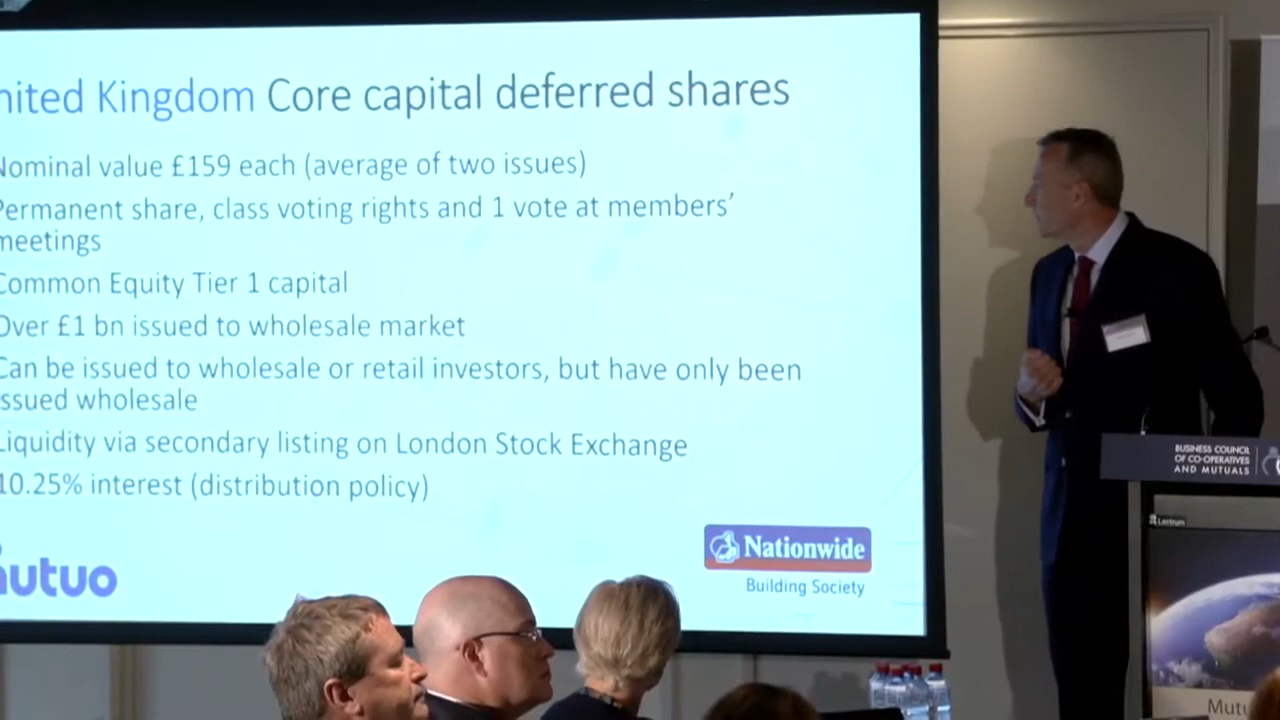 nited Kingdom Core capital deferred shares
Nominal value £159 each (average of two issues)
Permanent share, class voting rights and 1 vote at members’
meetings
Common Equity Tier 1 capital
Over £1 bn issued to wholesale market
Can be issued to wholesale or retail investors, but have only been
issued wholesale
Liquidity via secondary listing on London Stock Exchange
10.25% interest (distribution policy)
mutuo
Nationwide
Building Society
BUSINESS COUNCIL
OF CO-OPERATIVES
AND MUTUALS
Lectrum
Mutu